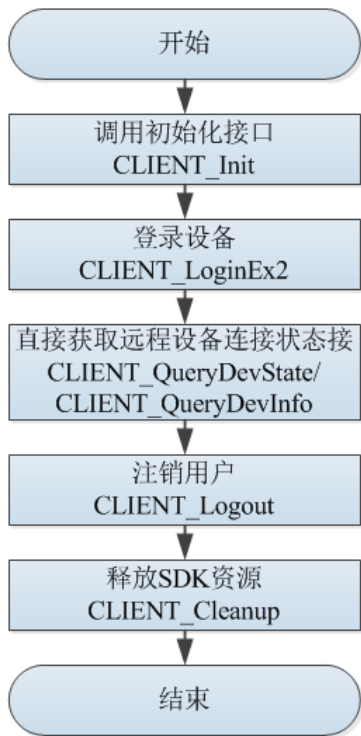 开始
调用初始化接口
CLIENT_Init
登录设备
CLIENT_LoginEx2
直接获取远程设备连接状态接
CLIENT_QueryDevState/
CLIENT_QueryDevInfo
注销用户
CLIENT_Logout
释放SDK资源
CLIENT_Cleanup
结束